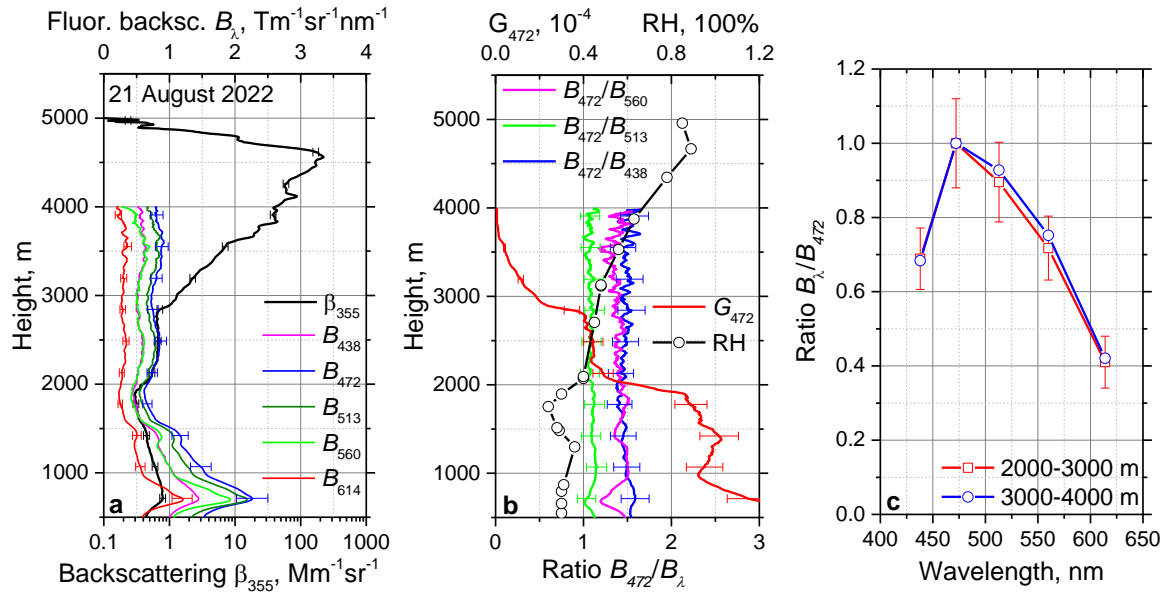 Fluor. backsc. Bλ, Tm-1sr-1nm-1
0 1 2 3 4
21 August 2022
5000
4000
3000
2000
1000
Height, m
β355
B438
B472
B513
B560
B614
a
0.1 1 10 100 1000
Backscattering β355, Mm-1sr-1
G472, 10-4 RH, 100%
0.0 0.4 0.8 1.2
B472/B560
B472/B513
B472/B438
5000
4000
3000
2000
1000
Height, m
G472
RH
b
0 1 2 3
Ratio B472/Bλ
1.2
1.0
0.8
0.6
0.4
0.2
0.0
Ratio Bλ/B472
2000-3000 m
3000-4000 m
c
400 450 500 550 600 650
Wavelength, nm